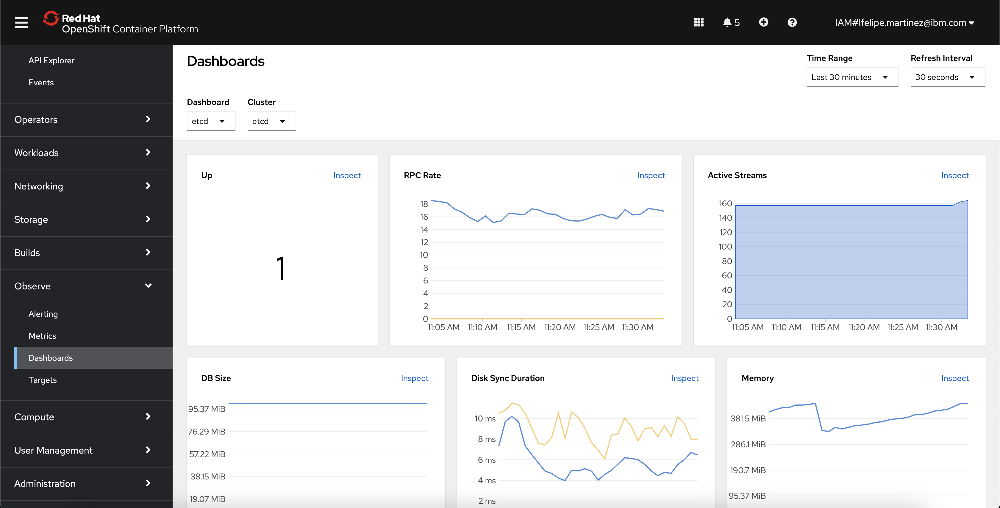 Red Hat
OpenShift Container Platform
5
IAM#lfelipe.martinez@ibm.com
API Explorer
Events
Operators
Workloads
Networking
Storage
Builds
Observe
Alerting
Metrics
Dashboards
Targets
Compute
User Management
Administration
Dashboards
Time Range
Refresh Interval
Last 30 minutes
30 seconds
Dashboard
Cluster
etcd
etcd
Up
Inspect
1
RPC Rate
Inspect
18
16
14
12
10
8
6
4
2
0
11:05 AM 11:10 AM 11:15 AM 11:20 AM 11:25 AM 11:30 AM
Active Streams
Inspect
160
140
120
100
80
60
40
20
0
11:05 AM 11:10 AM 11:15 AM 11:20 AM 11:25 AM 11:30 AM
DB Size
Inspect
95.37 MiB
76.29 MiB
57.22 MiB
38.15 MiB
19.07 MiB
Disk Sync Duration
Inspect
10 ms
8 ms
6 ms
4 ms
2 ms
Memory
Inspect
381.5 MiB
286.1 MiB
190.7 MiB
95.37 MiB